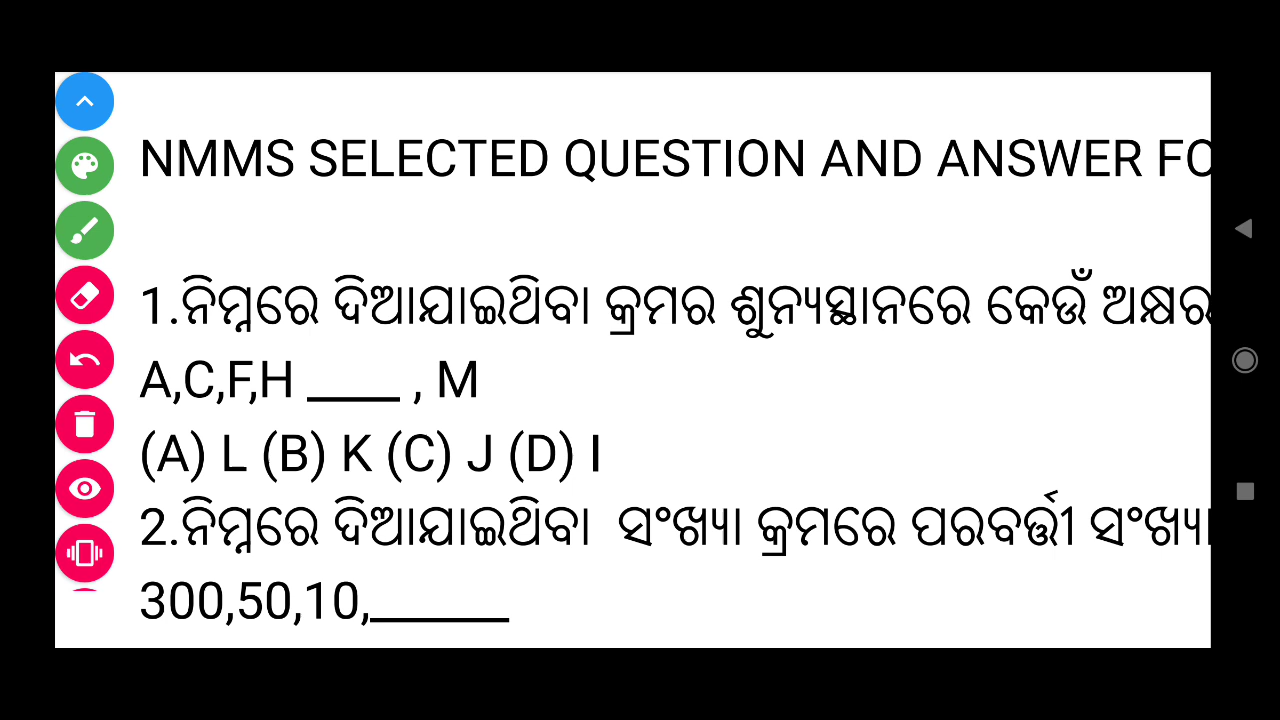 NMMS SELECTED QUESTION AND ANSWER
1.ନିମ୍ନରେ ଦିଆଯାଇଥିବା କ୍ରମର ଶୁନ୍ୟସ୍ଥାନରେ କେଉଁ ଅକ୍ଷର
A,C,F,H ____ , M
(A) L (B) K (C) J (D) I
2.ନିମ୍ନରେ ଦିଆଯାଇଥିବା ସଂଖ୍ୟା କ୍ରମରେ ପରବର୍ତ୍ତୀ ସଂଖ୍ୟା
300,50,10,______